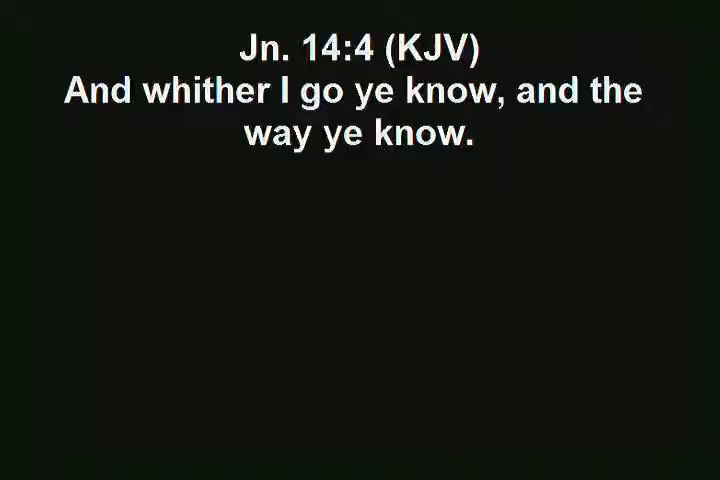 Jn. 14:4 (KJV)
And whither I go ye know, and the
way ye know.